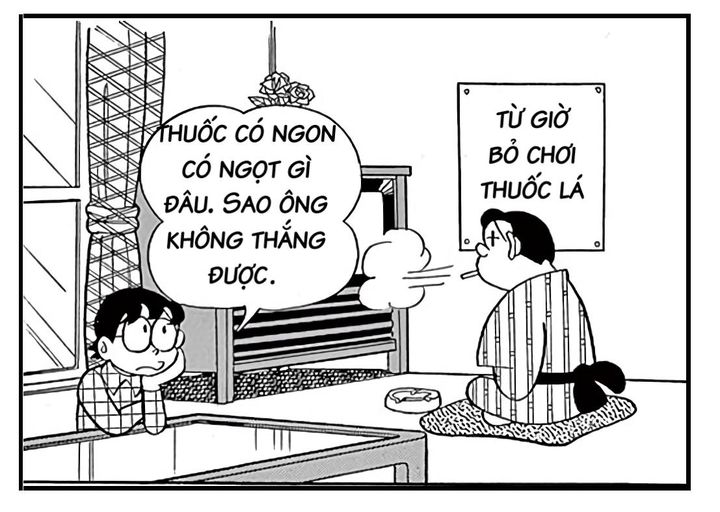 THUỐC CÓ NGON
CÓ NGỌT GÌ
ĐÂU. SAO ÔNG
KHÔNG THẮNG
ĐƯỢC.
TỪ GIỜ
BỎ CHƠI
THUỐC LÁ